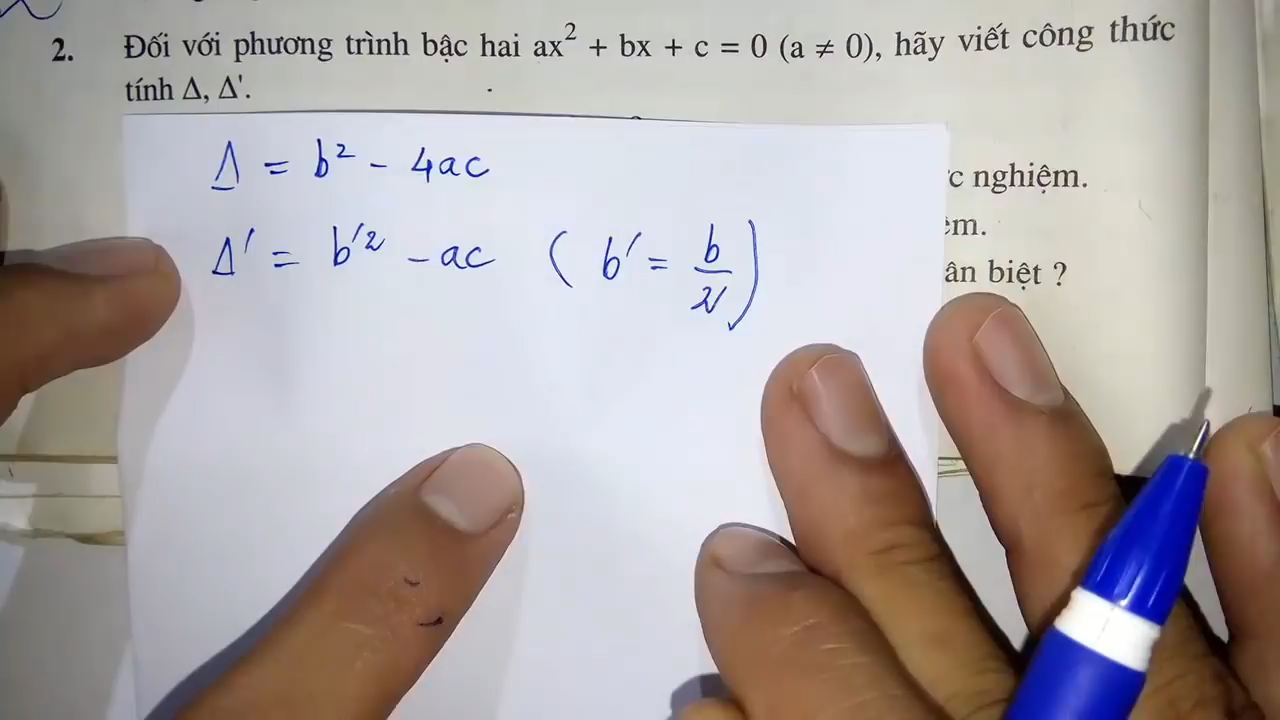 2. Đối với phương trình bậc hai ax² + bx + c = 0 (a ≠ 0), hãy viết công thức
tính Δ, Δ'.
Δ = b² - 4ac
c nghiệm.
em.
Δ' = b'² - ac ( b' = b/2 )
ân biệt ?